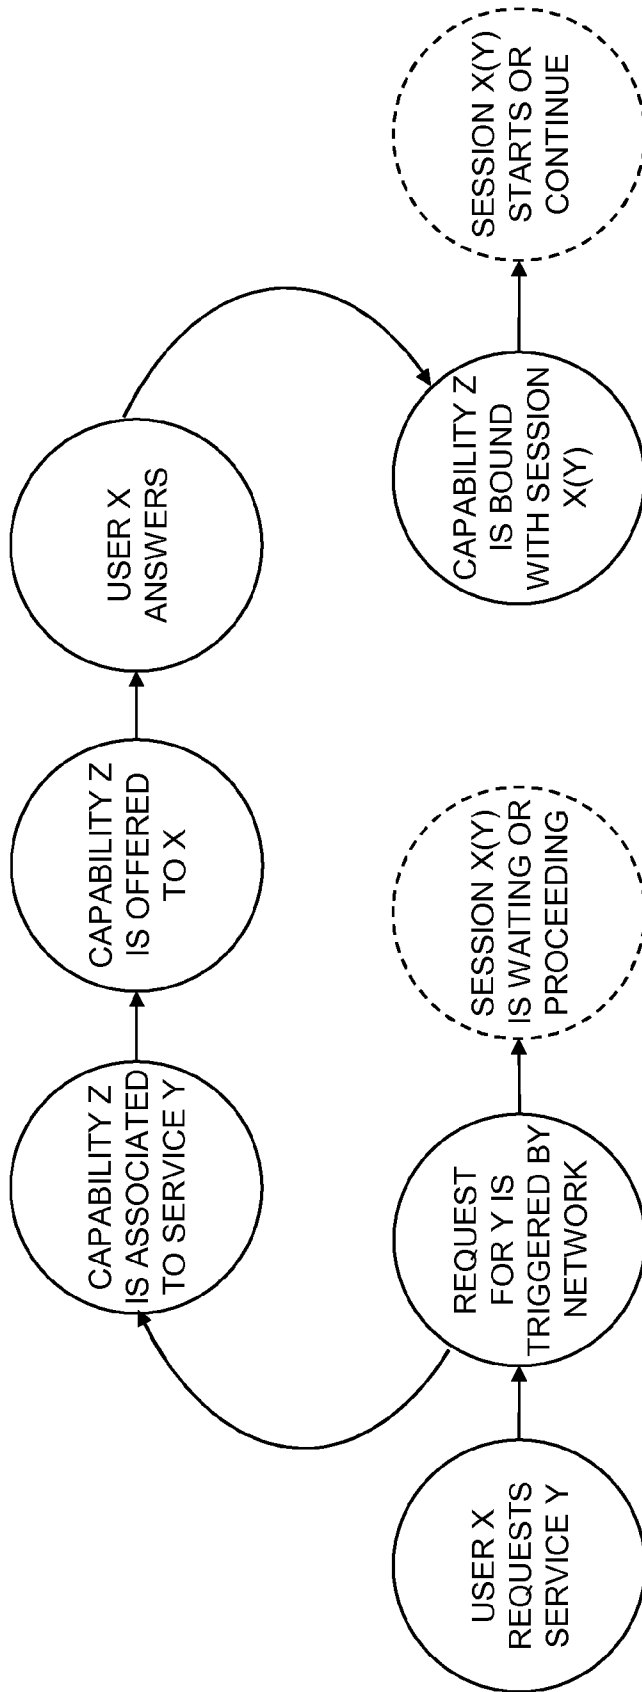 CAPABILITY Z
IS ASSOCIATED
TO SERVICE Y
CAPABILITY Z
IS OFFERED
TO X
USER X
ANSWERS
USER X
REQUESTS
SERVICE Y
REQUEST
FOR Y IS
TRIGGERED BY
NETWORK
SESSION X(Y)
IS WAITING OR
PROCEEDING
CAPABILITY Z
IS BOUND
WITH SESSION
X(Y)
SESSION X(Y)
STARTS OR
CONTINUE